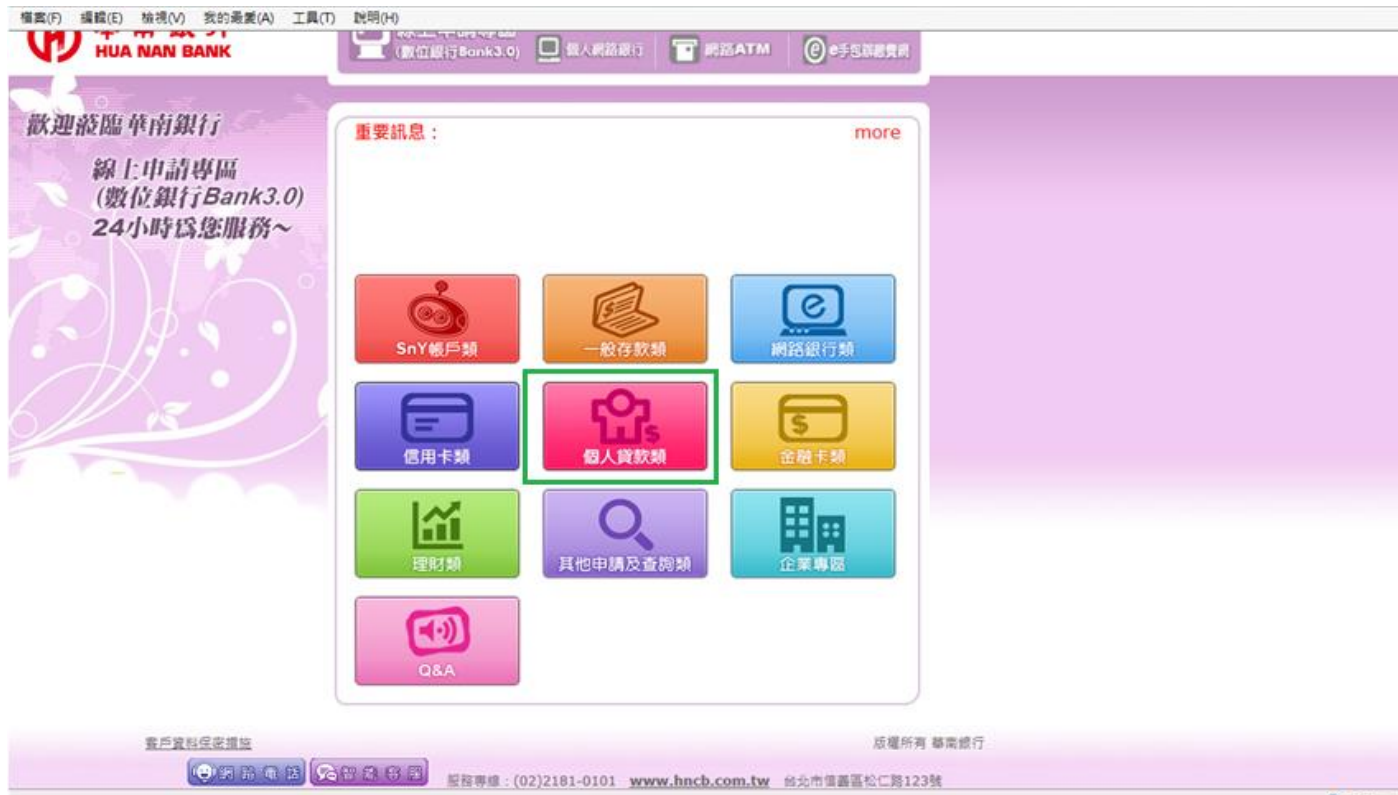 檔案(F) 編輯(E) 檢視(V) 我的最愛(A) 工具(T) 說明(H)
HUA NAN BANK
(數位銀行Bank3.0) 個人網路銀行 網路ATM
歡迎蒞臨華南銀行
線上申請專區
(數位銀行Bank3.0)
24小時為您服務~
重要訊息： more
SnY帳戶類 一般存款類 網路銀行類
信用卡類 個人貸款類 金融卡類
理財類 其他申請及查詢類 企業專區
Q&A
客戶資料保密措施 版權所有 華南銀行
網路電話 智能客服 服務專線：(02)2181-0101 www.hncb.com.tw 台北市信義區松仁路123號